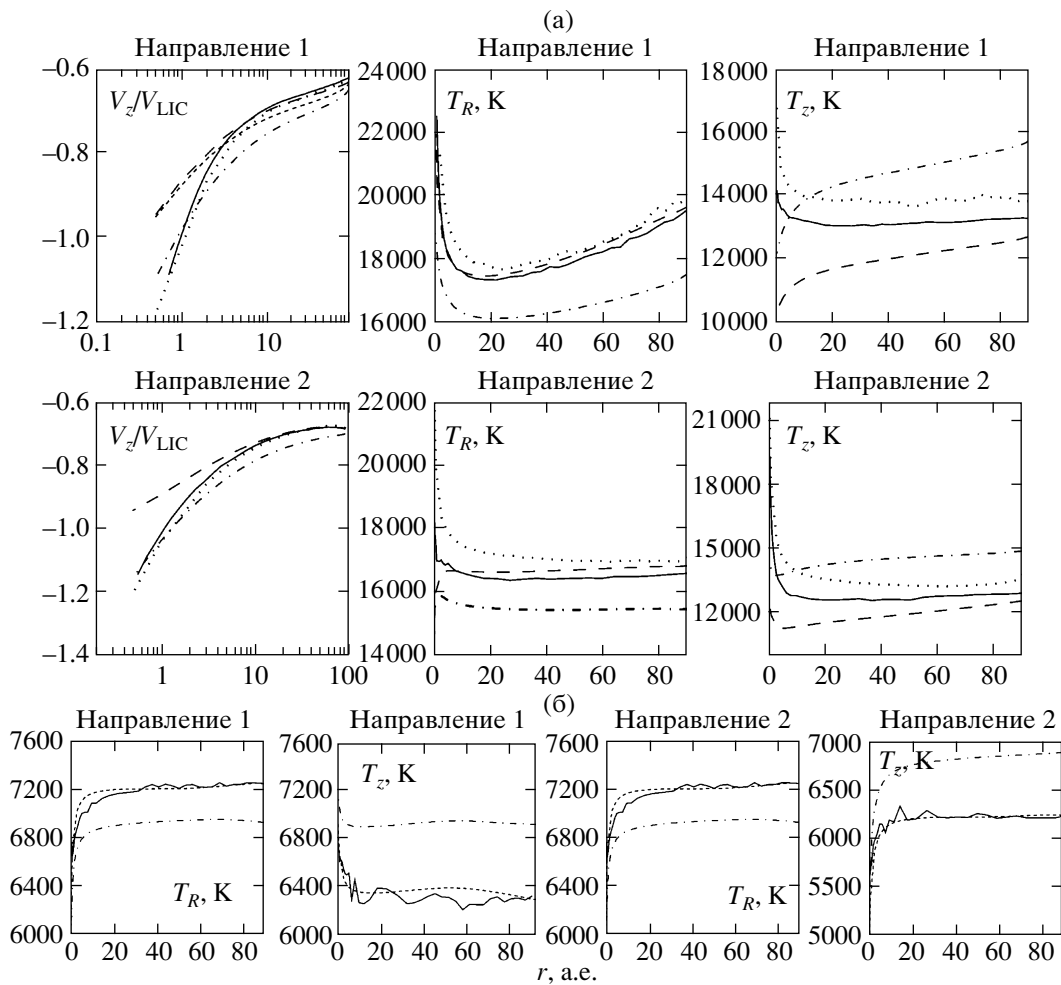 (а)
Направление 1 Направление 1 Направление 1
–0.6 24000 18000
V_z/V_LIC T_R, K T_z, K
22000 16000
–0.8 14000
20000
–1.0 12000
18000
–1.2 16000 10000
0.1 1 10 0 20 40 60 80 0 20 40 60 80
Направление 2 Направление 2 Направление 2
–0.6 22000 21000
V_z/V_LIC T_R, K T_z, K
–0.8 20000 18000
–1.0 18000
15000
–1.2 16000 12000
–1.4 14000
1 10 100 0 20 40 60 80 0 20 40 60 80
(б)
Направление 1 Направление 1 Направление 2 Направление 2
7600 7600 7600 7000
T_z, K T_z, K
7200 7200 7200 6500
6800 6800 6800 6000
6400 6400 6400 5500
T_R, K T_R, K
6000 6000 6000 5000
0 20 40 60 80 0 20 40 60 80 0 20 40 60 80 0 20 40 60 80
r, а.е.